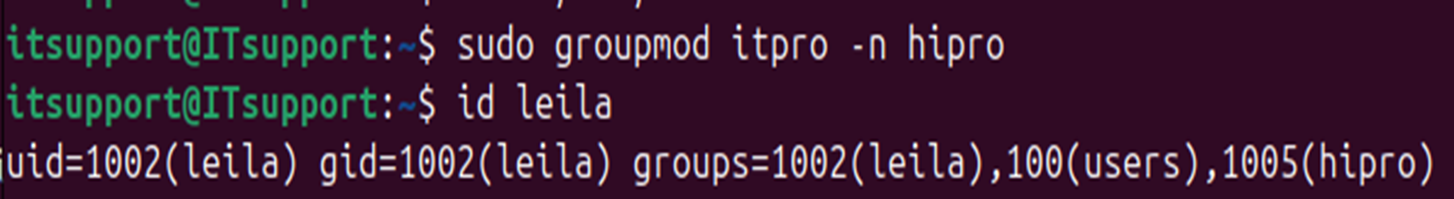 itsupport@ITsupport:~$ sudo groupmod itpro -n hipro
itsupport@ITsupport:~$ id leila
uid=1002(leila) gid=1002(leila) groups=1002(leila),100(users),1005(hipro)